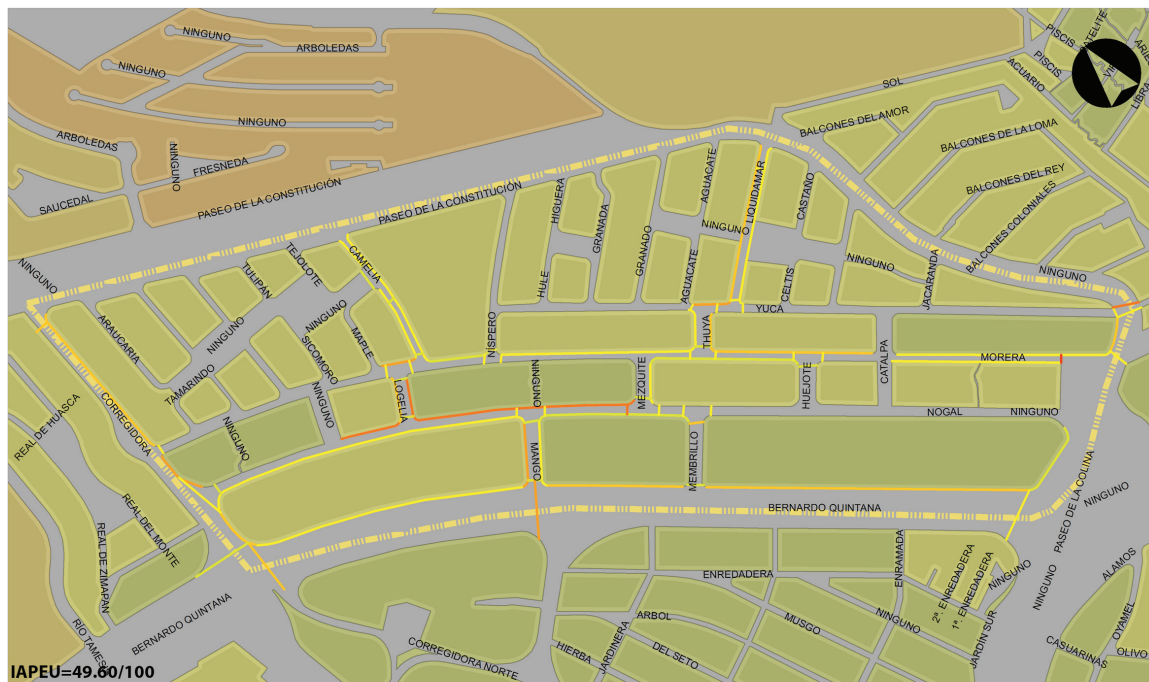 NINGUNO
ARBOLEDAS
NINGUNO
NINGUNO
ARBOLEDAS
NINGUNO
FRESNEDA
SAUCEDAL
PASEO DE LA CONSTITUCIÓN
PASEO DE LA CONSTITUCIÓN
SOL
PISCIS
PISCIS
ACUARIO
BALCONES DEL AMOR
BALCONES DE LA LOMA
BALCONES DEL REY
BALCONES COLONIALES
NINGUNO
NINGUNO
CAMELIA
TEJOLOTE
TULIPAN
NINGUNO
NINGUNO
ARAUCARIA
TAMARINDO
SICOMORO
MAPLE
NINGUNO
NINGUNO
LOGELIA
HIGUERA
HULE
GRANADA
GRANADO
AGUACATE
AGUACATE
NINGUNO
LIQUIDAMAR
CASTAÑO
CELTIS
NINGUNO
JACARANDA
YUCA
THUYA
NÍSPERO
NINGUNO
MEZQUITE
HUEJOTE
CATALPA
MORERA
NOGAL
NINGUNO
MANGO
MEMBRILLO
BERNARDO QUINTANA
PASEO DE LA COLINA
NINGUNO
NINGUNO
CORREGIDORA
REAL DE HUASCA
REAL DEL MONTE
REAL DE ZIMAPAN
BERNARDO QUINTANA
ENREDADERA
ENRAMADA
2ª. ENREDADERA
1ª. ENREDADERA
NINGUNO
ARBOL
MUSGO
NINGUNO
JARDINERA
HIERBA
DEL SETO
JARDÍN SUR
CORREGIDORA NORTE
ALAMOS
OYAMEL
CASUARINAS
OLIVO
IAPEU=49.60/100